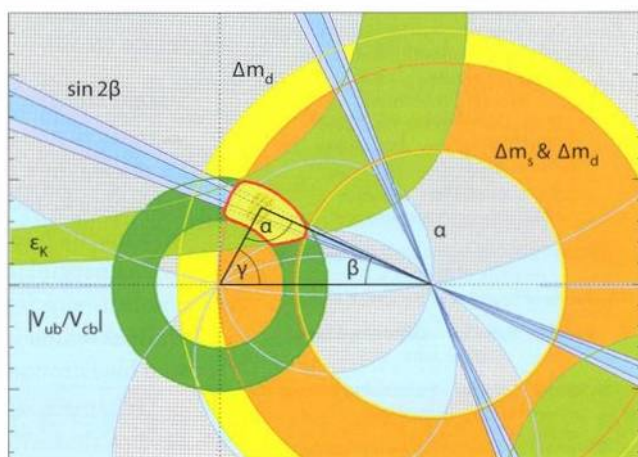 Δm_d
sin 2β
Δm_s & Δm_d
α
α
ε_K
γ
β
|V_ub/V_cb|